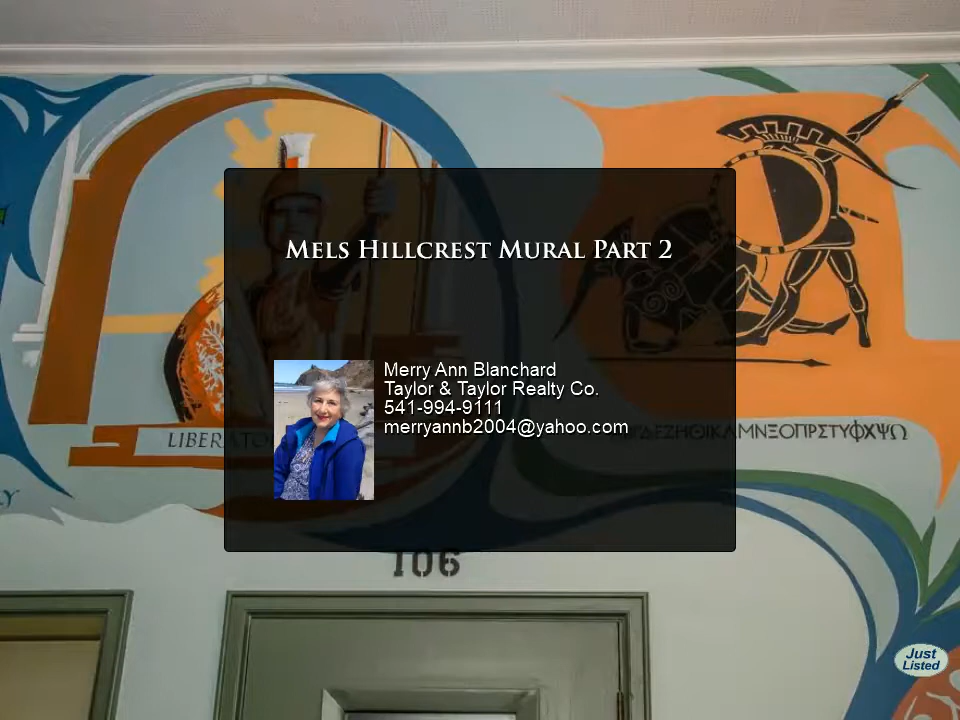 Mels Hillcrest Mural Part 2
Merry Ann Blanchard
Taylor & Taylor Realty Co.
541-994-9111
merryannb2004@yahoo.com
ΔΕΖΗΘΙΚΛΜΝΞΟΠΡΣΤΥΦΧΨΩ
106
Just
Listed